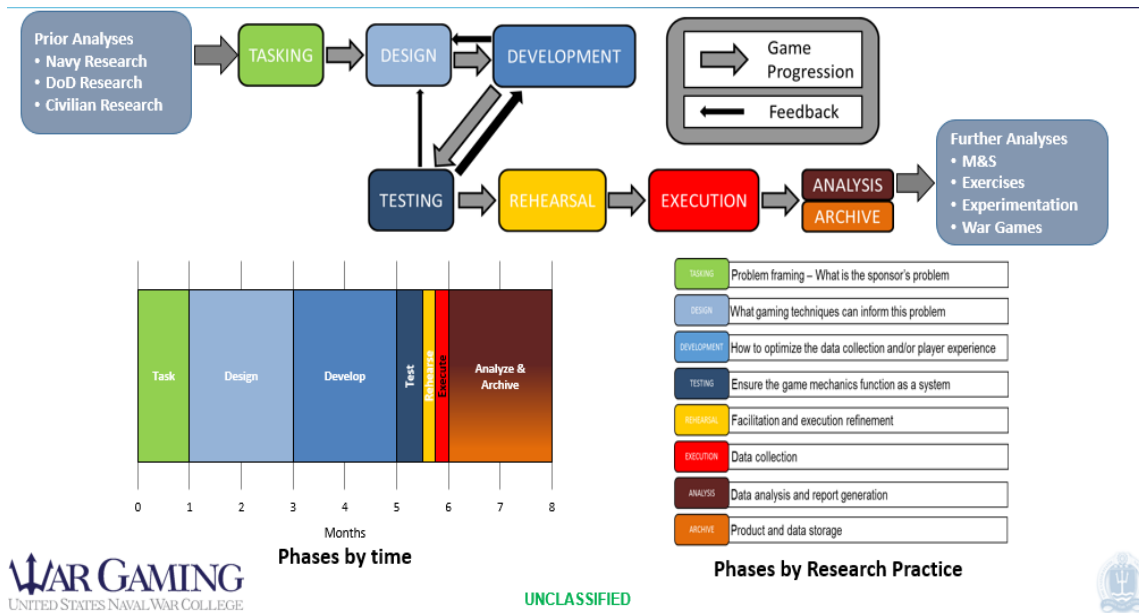 Prior Analyses
• Navy Research
• DoD Research
• Civilian Research
TASKING
DESIGN
DEVELOPMENT
Game
Progression
Feedback
TESTING
REHEARSAL
EXECUTION
ANALYSIS
ARCHIVE
Further Analyses
• M&S
• Exercises
• Experimentation
• War Games
Task
Design
Develop
Test
Rehearse
Execute
Analyze &
Archive
0 1 2 3 4 5 6 7 8
Months
Phases by time
TASKING Problem framing – What is the sponsor's problem
DESIGN What gaming techniques can inform this problem
DEVELOPMENT How to optimize the data collection and/or player experience
TESTING Ensure the game mechanics function as a system
REHEARSAL Facilitation and execution refinement
EXECUTION Data collection
ANALYSIS Data analysis and report generation
ARCHIVE Product and data storage
Phases by Research Practice
WAR GAMING
UNITED STATES NAVAL WAR COLLEGE
UNCLASSIFIED